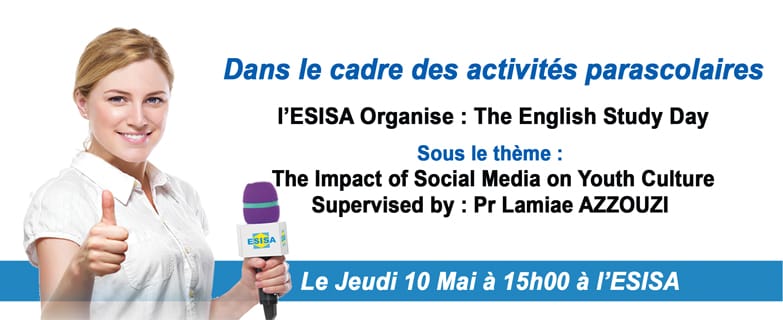 Dans le cadre des activités parascolaires
l'ESISA Organise : The English Study Day
Sous le thème :
The Impact of Social Media on Youth Culture
Supervised by : Pr Lamiae AZZOUZI
ESISA
Le Jeudi 10 Mai à 15h00 à l'ESISA